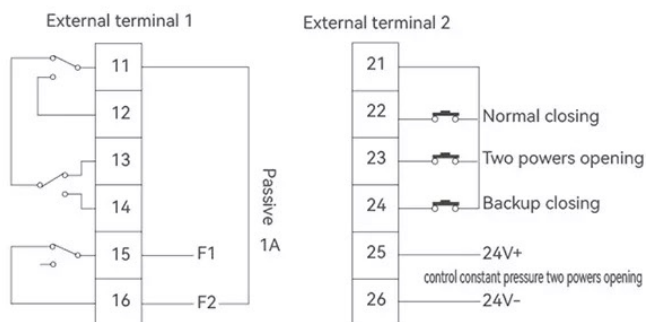 External terminal 1
11
12
13
14
15
16
F1
F2
Passive
1A
External terminal 2
21
22
23
24
25
26
Normal closing
Two powers opening
Backup closing
24V+
control constant pressure two powers opening
24V-